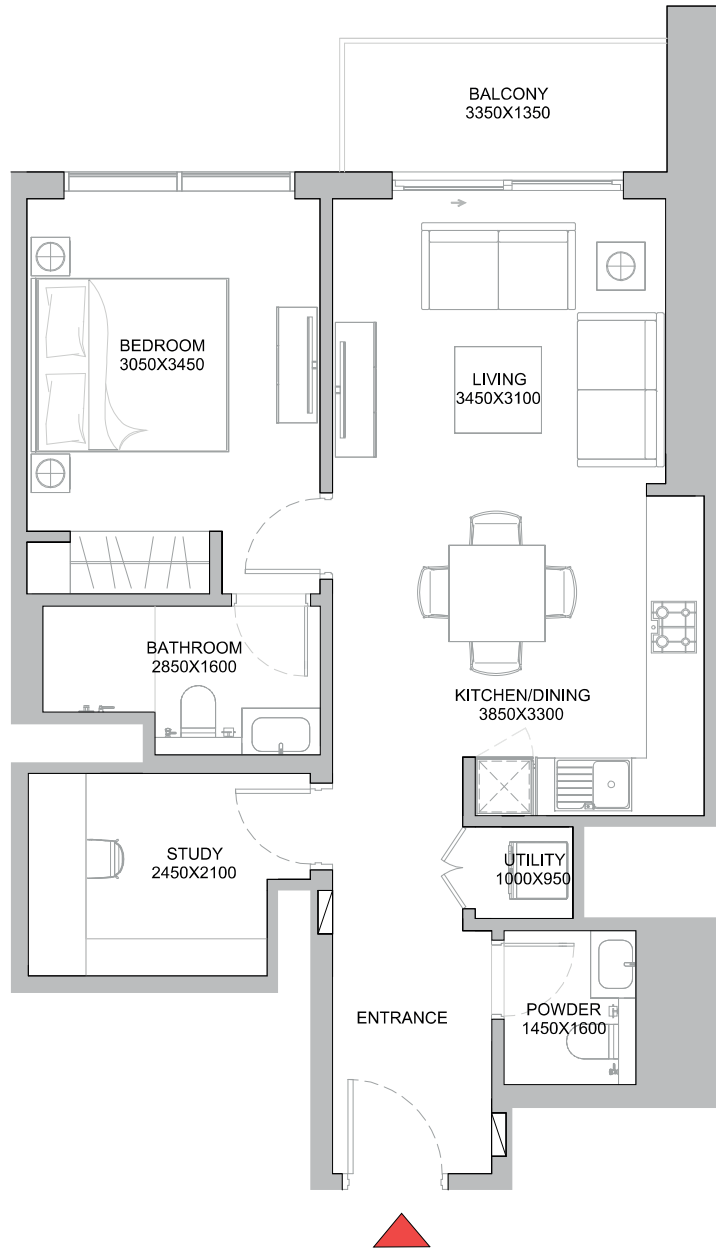 BALCONY
3350X1350
BEDROOM
3050X3450
LIVING
3450X3100
BATHROOM
2850X1600
KITCHEN/DINING
3850X3300
STUDY
2450X2100
UTILITY
1000X950
POWDER
1450X1600
ENTRANCE